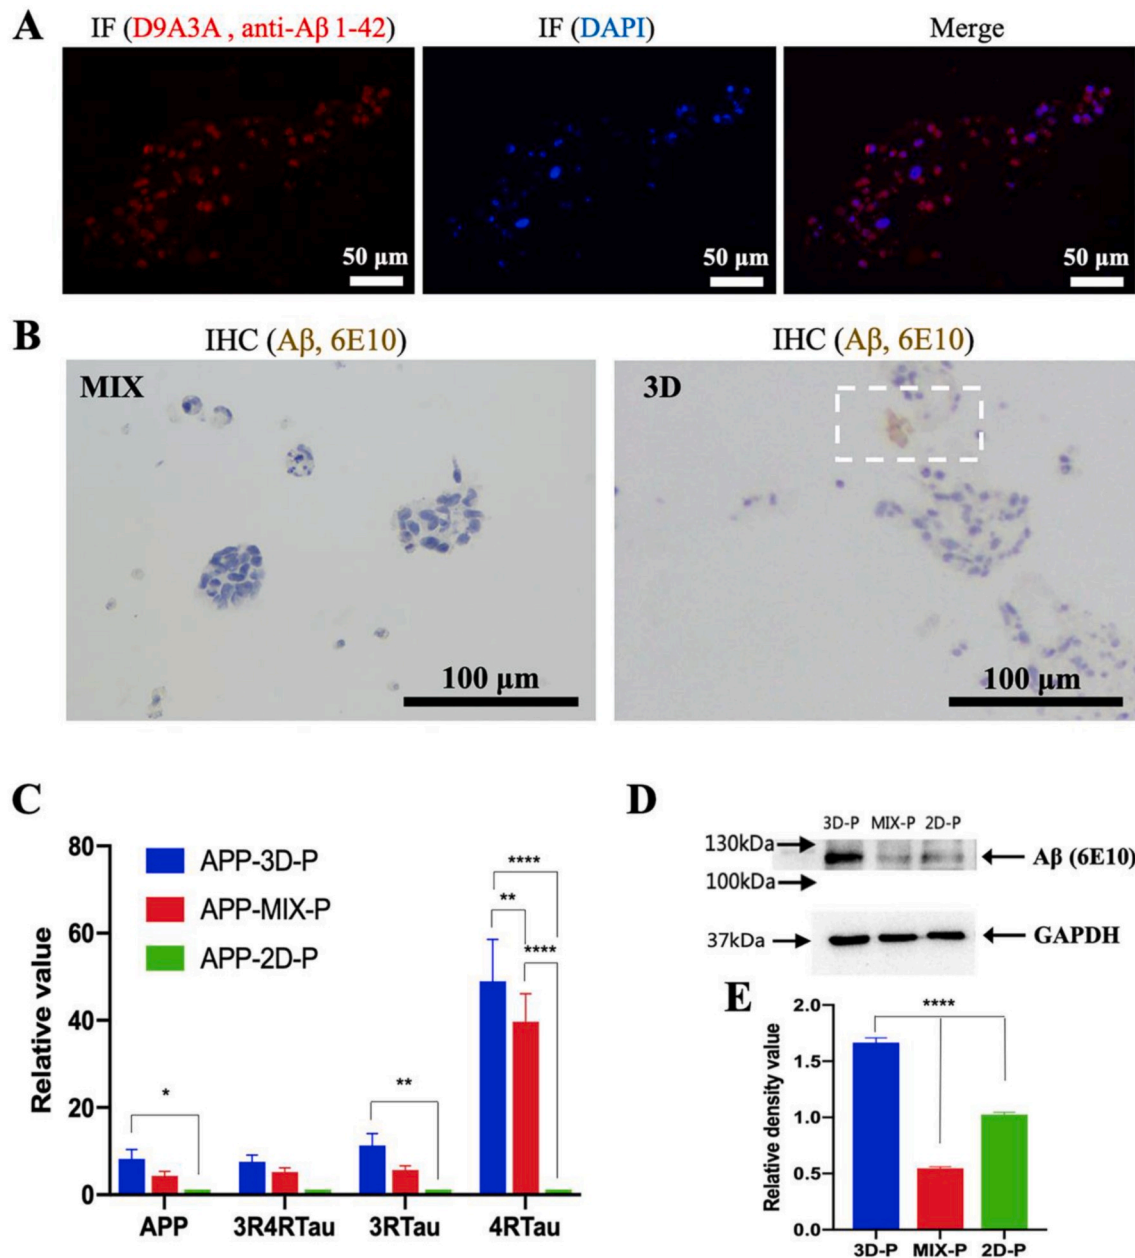 A
IF (D9A3A , anti-Aβ 1-42)
IF (DAPI)
Merge
50 µm
50 µm
50 µm
B
IHC (Aβ, 6E10)
IHC (Aβ, 6E10)
MIX
3D
100 µm
100 µm
C
80
60
40
20
0
Relative value
APP-3D-P
APP-MIX-P
APP-2D-P
*
**
****
**
****
APP
3R4RTau
3RTau
4RTau
D
3D-P MIX-P 2D-P
130kDa
Aβ (6E10)
100kDa
37kDa
GAPDH
E
Relative density value
2.0
1.5
1.0
0.5
0.0
****
3D-P MIX-P 2D-P